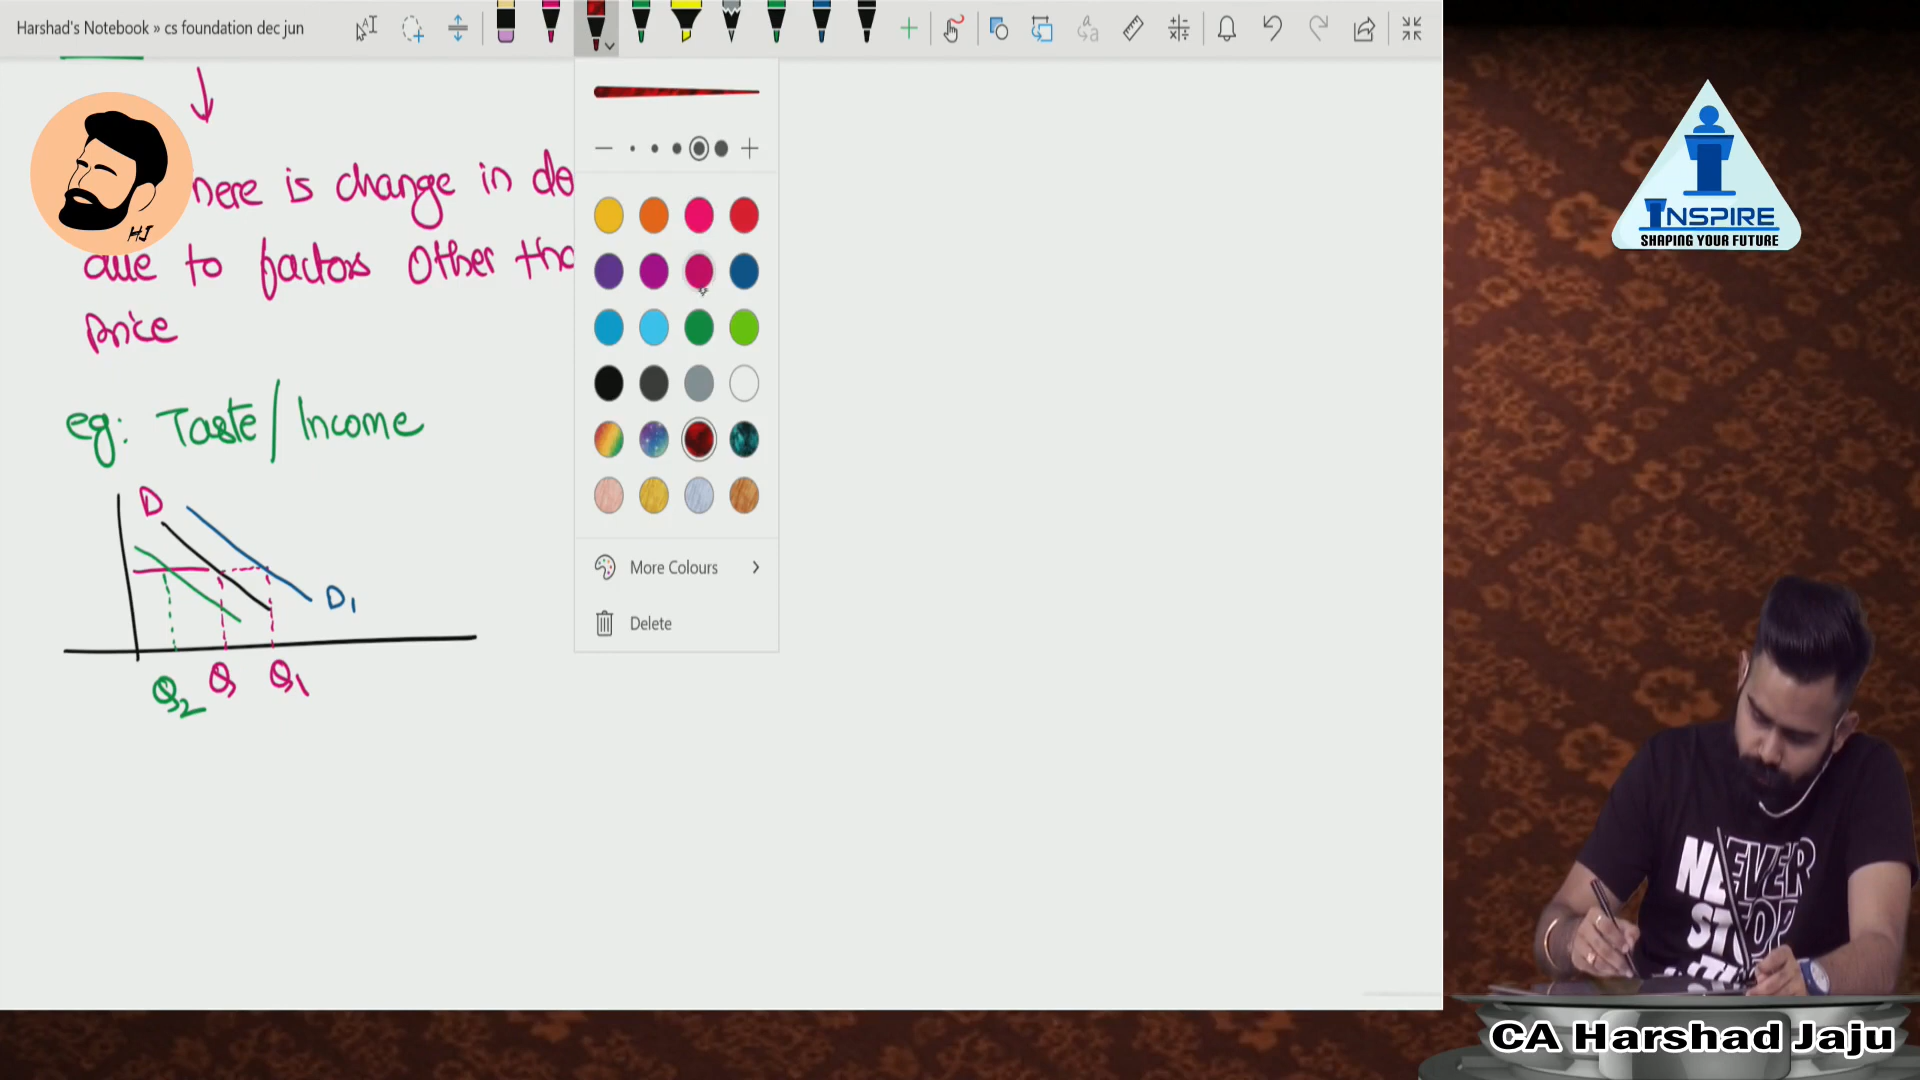 Harshad's Notebook » cs foundation dec jun
here is change in de
due to factors other tha
Price
eg: Taste / Income
D
D1
Q2 Q Q1
More Colours
Delete
HJ
INSPIRE
SHAPING YOUR FUTURE
NEVER
STOP
CA Harshad Jaju